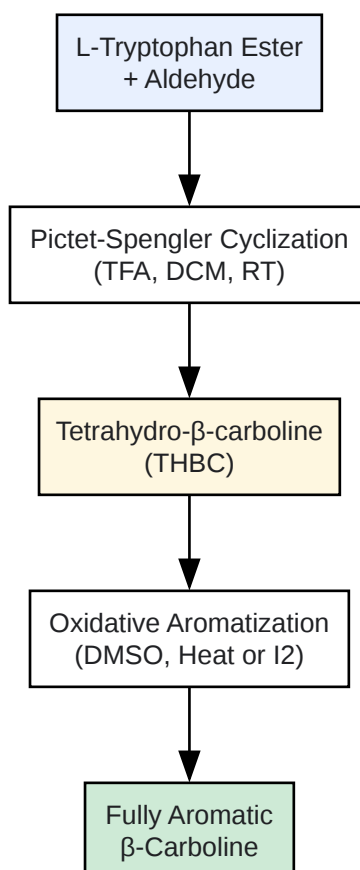 L-Tryptophan Ester
+ Aldehyde
Pictet-Spengler Cyclization
(TFA, DCM, RT)
Tetrahydro-β-carboline
(THBC)
Oxidative Aromatization
(DMSO, Heat or I2)
Fully Aromatic
β-Carboline